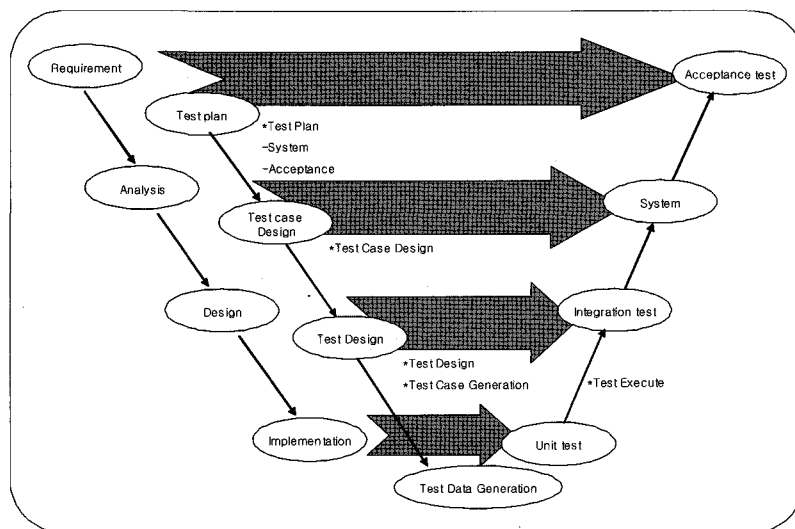 Requirement
Acceptance test
Test plan
*Test Plan
-System
-Acceptance
Analysis
Test case
Design
System
*Test Case Design
Design
Test Design
Integration test
*Test Design
*Test Case Generation
*Test Execute
Implementation
Unit test
Test Data Generation